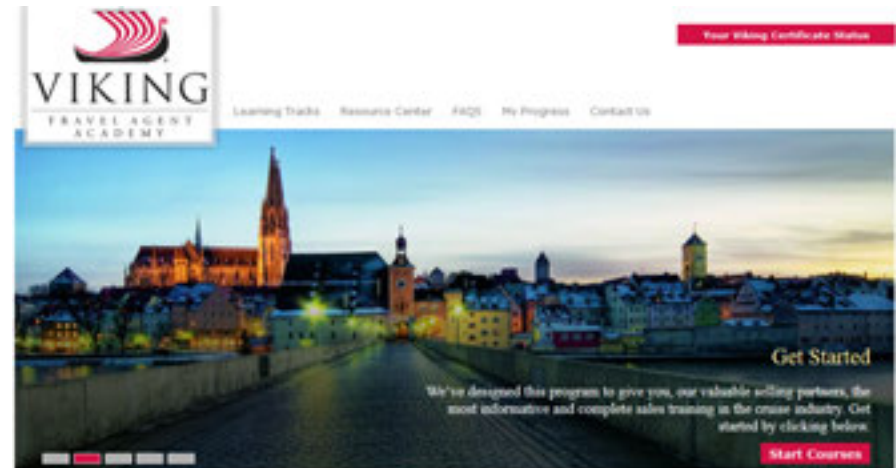 VIKING
TRAVEL AGENT
ACADEMY
Your Viking Certificate Status
Learning Tracks Resource Center FAQS My Progress Contact Us
Get Started
We've designed this program to give you, our valuable selling partners, the
most informative and complete sales training in the cruise industry. Get
started by clicking below.
Start Courses